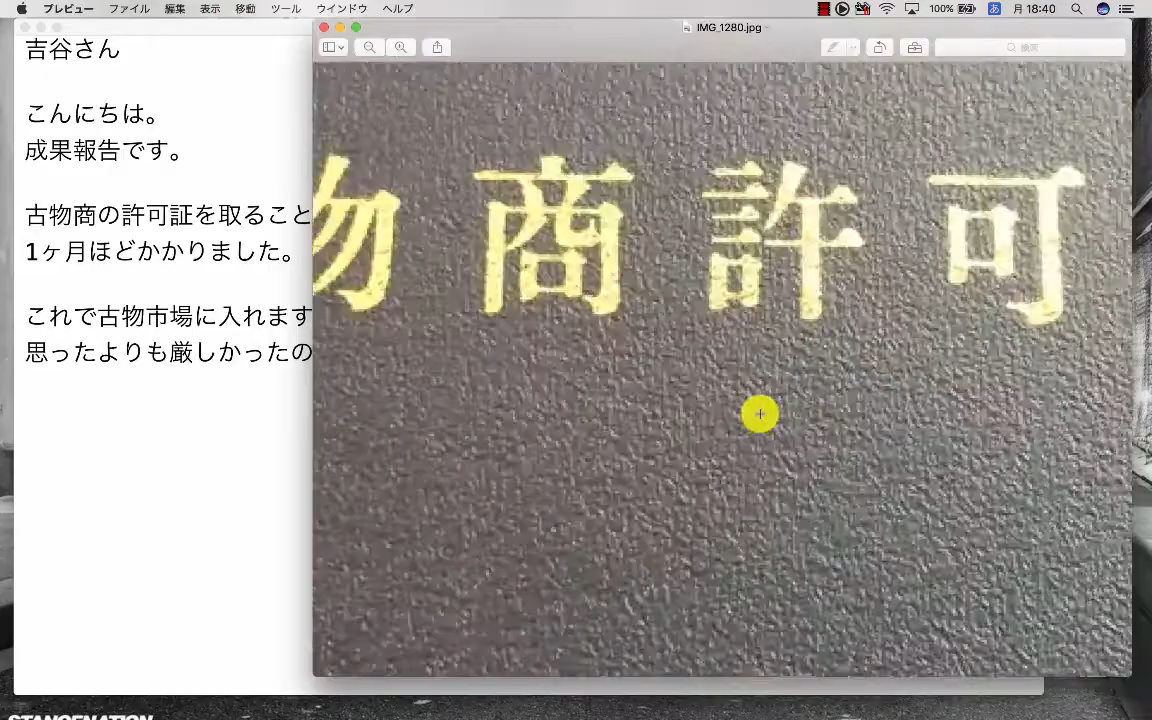 プレビュー ファイル 編集 表示 移動 ツール ウインドウ ヘルプ
100% あ 月 18:40
IMG_1280.jpg
検索
吉谷さん
こんにちは。
成果報告です。
古物商の許可証を取ること
1ヶ月ほどかかりました。
これで古物市場に入れます
思ったよりも厳しかったの
物商許可
STANCENATION